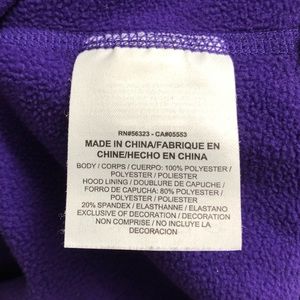 RN#56323 - CA#05553
MADE IN CHINA/FABRIQUE EN
CHINE/HECHO EN CHINA
BODY / CORPS / CUERPO: 100% POLYESTER /
POLYESTER / POLIESTER
HOOD LINING / DOUBLURE DE CAPUCHE /
FORRO DE CAPUCHA: 80% POLYESTER /
POLYESTER / POLIESTER
20% SPANDEX / ELASTHANNE / ELASTANO
EXCLUSIVE OF DECORATION / DECORATION
NON COMPRISE / NO INCLUYE LA
DECORACION